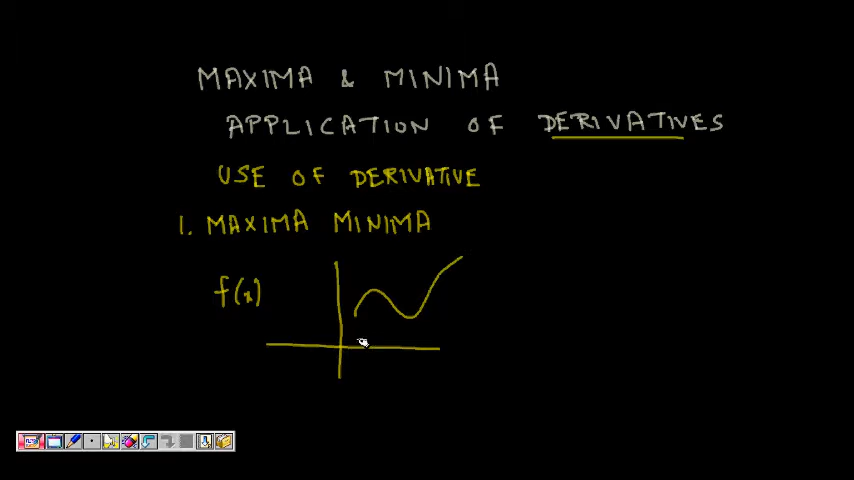 MAXIMA & MINIMA
APPLICATION OF DERIVATIVES
USE OF DERIVATIVE
1. MAXIMA MINIMA
f(x)